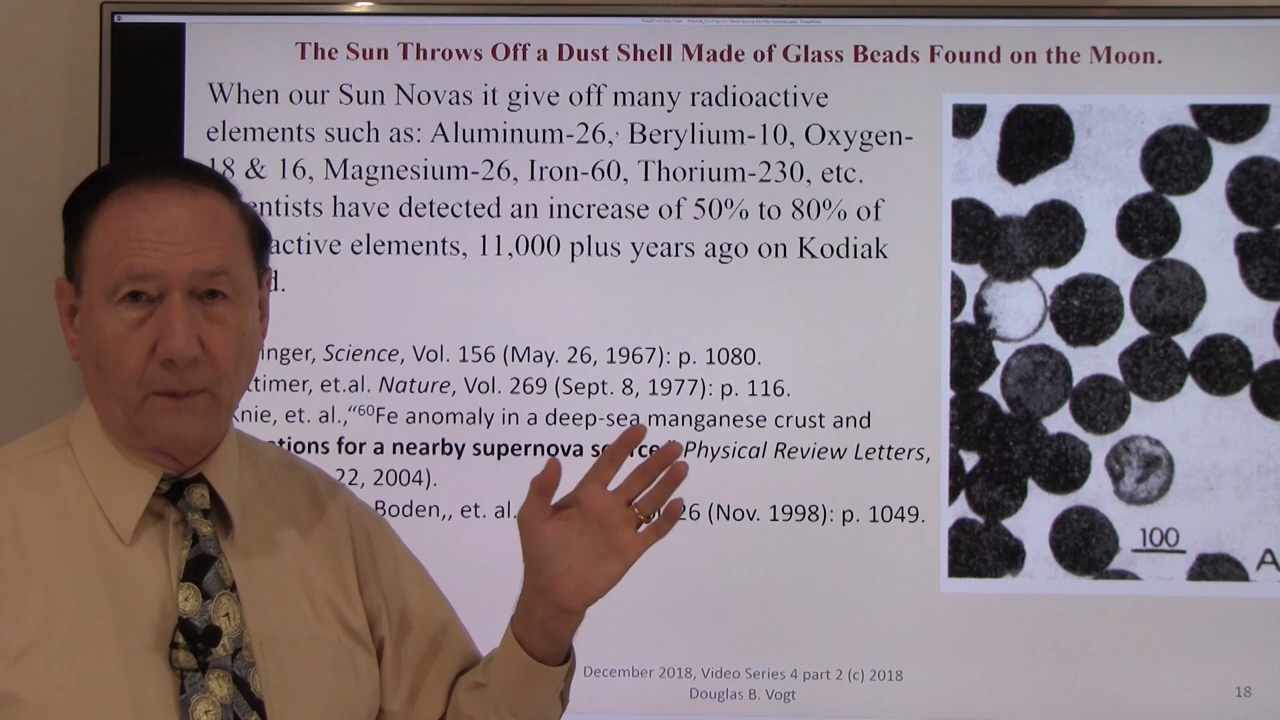 The Sun Throws Off a Dust Shell Made of Glass Beads Found on the Moon.
When our Sun Novas it give off many radioactive
elements such as: Aluminum-26, Berylium-10, Oxygen-
18 & 16, Magnesium-26, Iron-60, Thorium-230, etc.
entists have detected an increase of 50% to 80% of
active elements, 11,000 plus years ago on Kodiak
d.
inger, Science, Vol. 156 (May. 26, 1967): p. 1080.
ttimer, et.al. Nature, Vol. 269 (Sept. 8, 1977): p. 116.
Knie, et. al.,“⁶⁰Fe anomaly in a deep-sea manganese crust and
tions for a nearby supernova source” Physical Review Letters,
22, 2004).
Boden,, et. al. 26 (Nov. 1998): p. 1049.
100
A
December 2018, Video Series 4 part 2 (c) 2018
Douglas B. Vogt
18